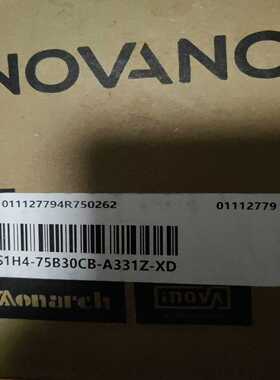 NOVANC
011127794R750262 01112779
S1H4-75B30CB-A331Z-XD
Monarch inovA